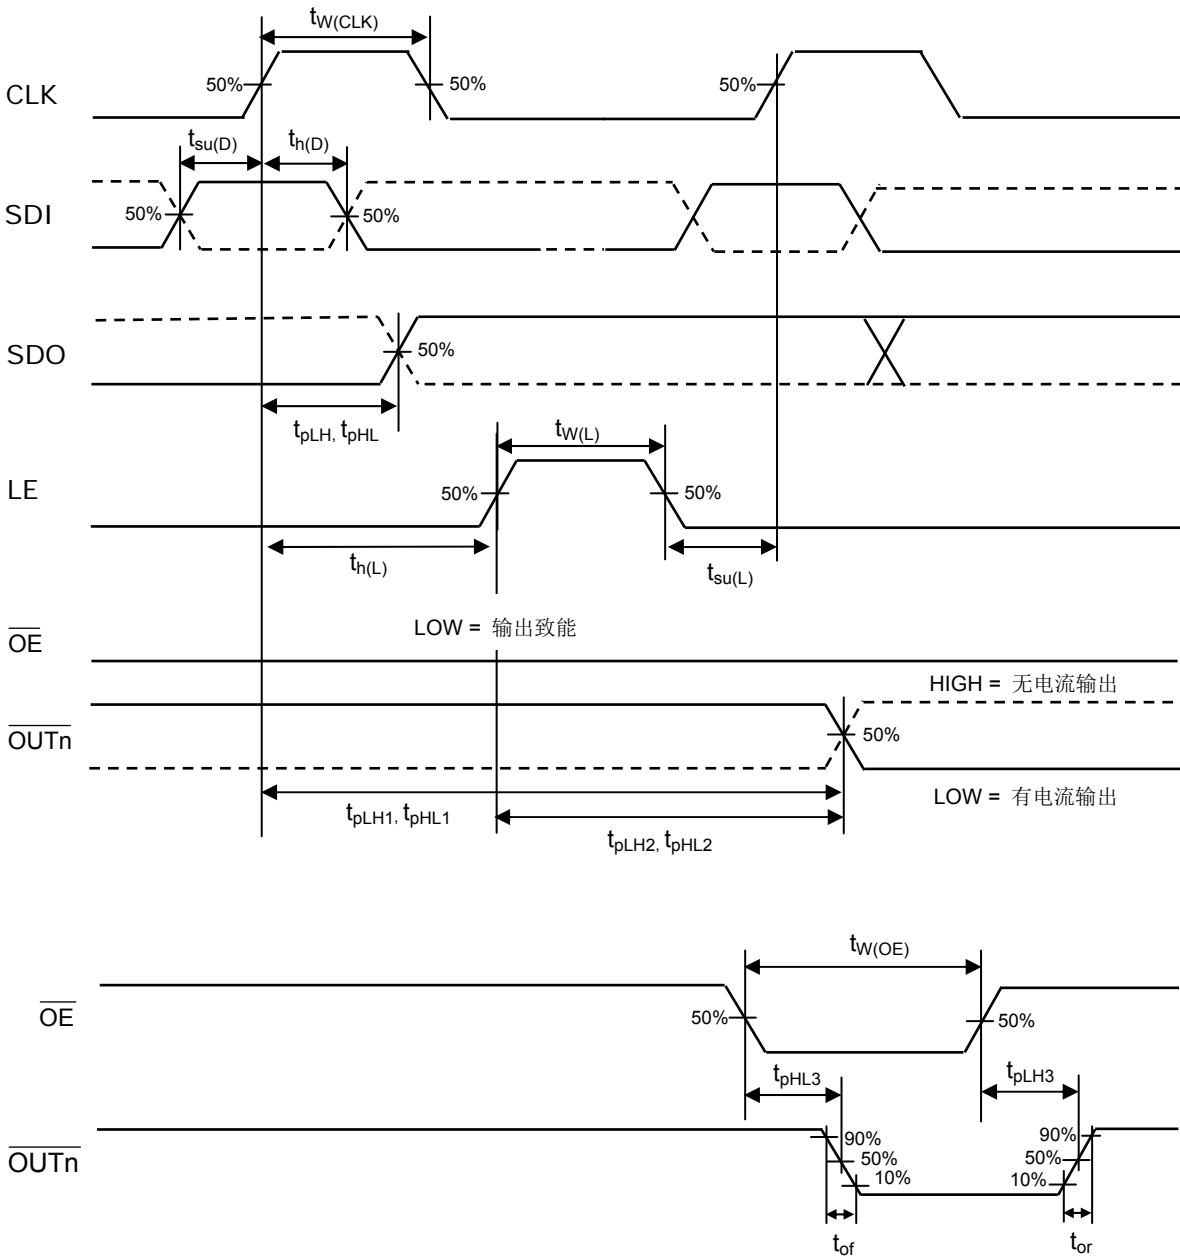 tW(CLK)
50%
50%
50%
CLK
tsu(D)
th(D)
50%
50%
SDI
50%
SDO
tpLH, tpHL
tW(L)
50%
50%
LE
th(L)
tsu(L)
LOW = 输出致能
OE
HIGH = 无电流输出
50%
OUTn
LOW = 有电流输出
tpLH1, tpHL1
tpLH2, tpHL2
tW(OE)
50%
50%
OE
tpHL3
tpLH3
90%
90%
50%
50%
10%
10%
OUTn
tof
tor